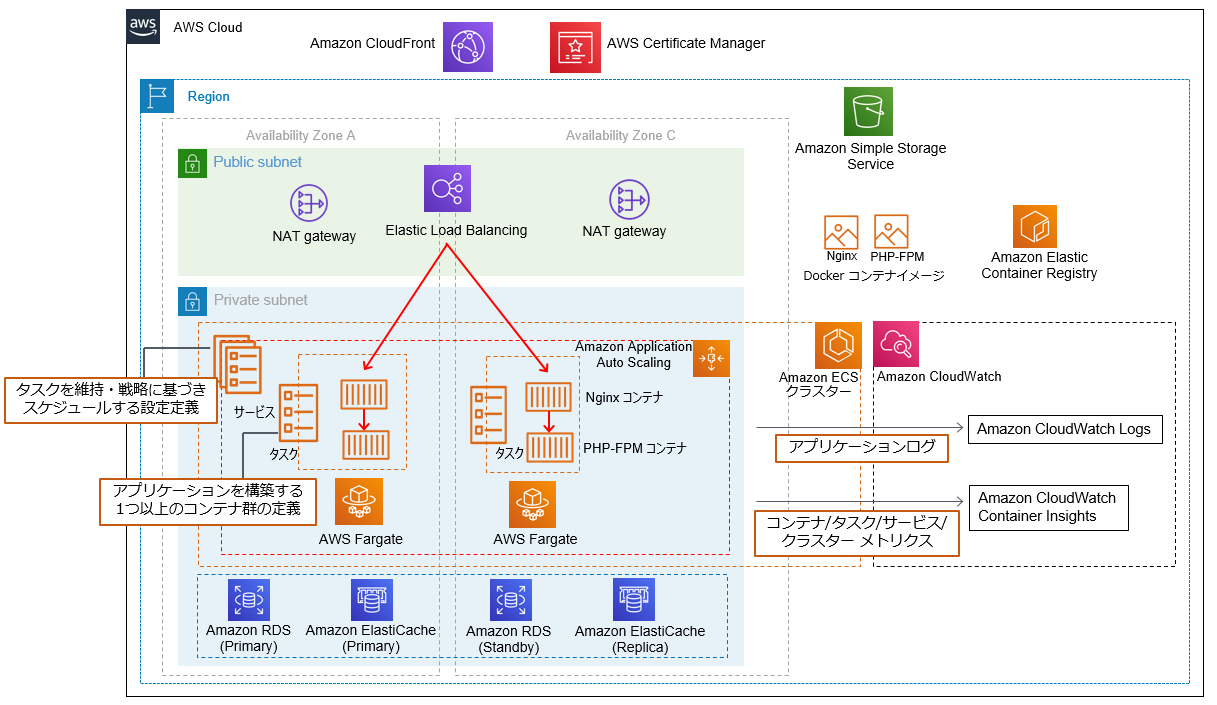 aws
AWS Cloud
Amazon CloudFront
AWS Certificate Manager
Region
Availability Zone A
Availability Zone C
Amazon Simple Storage
Service
Public subnet
NAT gateway
Elastic Load Balancing
NAT gateway
Nginx
PHP-FPM
Docker コンテナイメージ
Amazon Elastic
Container Registry
Private subnet
Amazon Application
Auto Scaling
Amazon ECS
クラスター
Amazon CloudWatch
タスクを維持・戦略に基づき
スケジュールする設定定義
サービス
タスク
Nginx コンテナ
タスク
PHP-FPM コンテナ
Amazon CloudWatch Logs
アプリケーションログ
アプリケーションを構築する
1つ以上のコンテナ群の定義
AWS Fargate
AWS Fargate
Amazon CloudWatch
Container Insights
コンテナ/タスク/サービス/
クラスター メトリクス
Amazon RDS
(Primary)
Amazon ElastiCache
(Primary)
Amazon RDS
(Standby)
Amazon ElastiCache
(Replica)